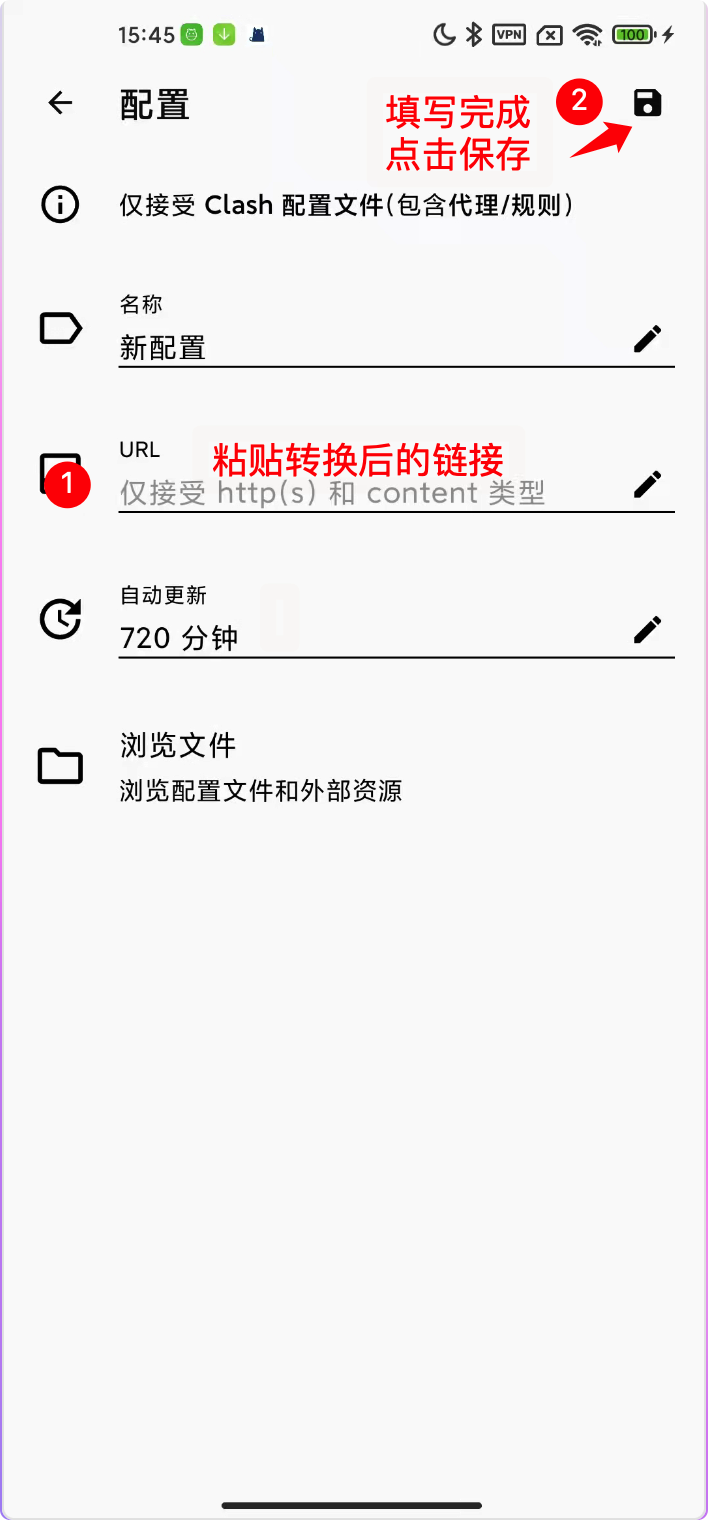 15:45
VPN
100
配置
填写完成
点击保存
2
仅接受 Clash 配置文件(包含代理/规则)
名称
新配置
URL
粘贴转换后的链接
1
仅接受 http(s) 和 content 类型
自动更新
720 分钟
浏览文件
浏览配置文件和外部资源